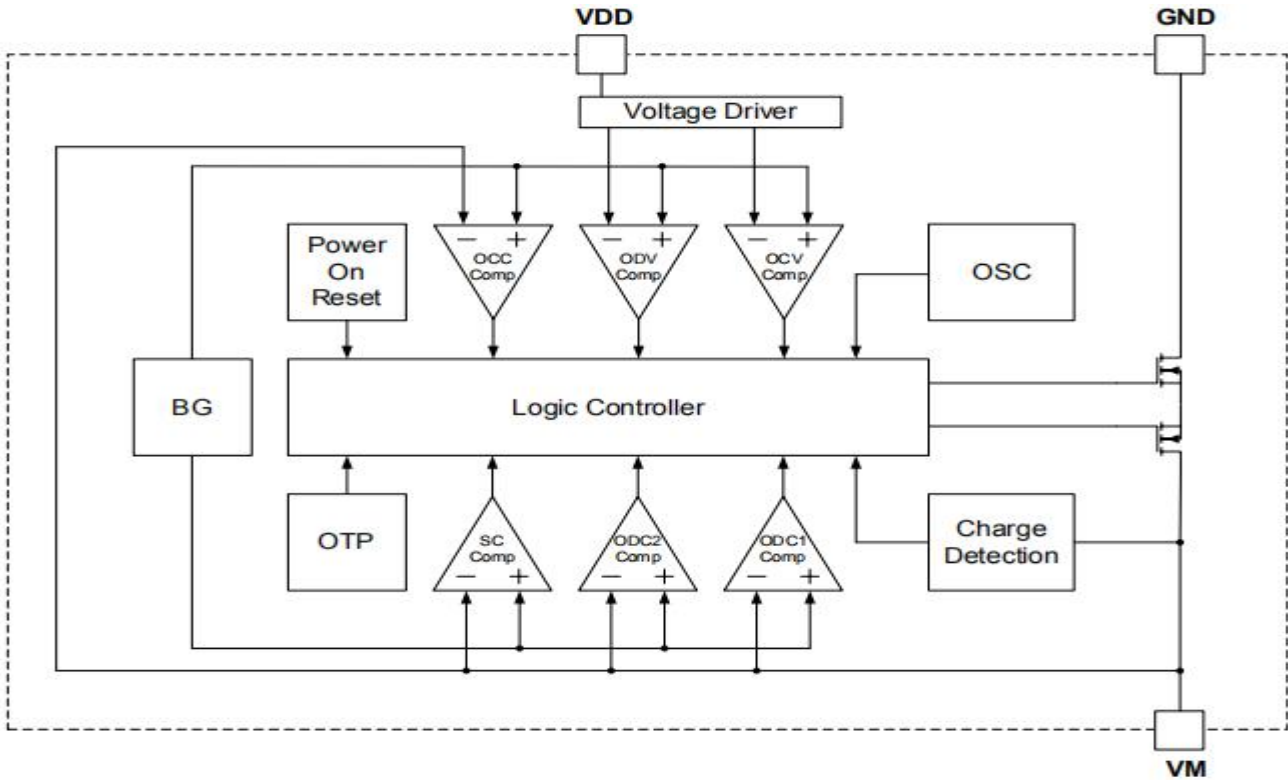 VDD
GND
Voltage Driver
Power
On
Reset
− +
OCC
Comp
− +
ODV
Comp
− +
OCV
Comp
OSC
BG
Logic Controller
OTP
SC
Comp
− +
ODC2
Comp
− +
ODC1
Comp
− +
Charge
Detection
VM